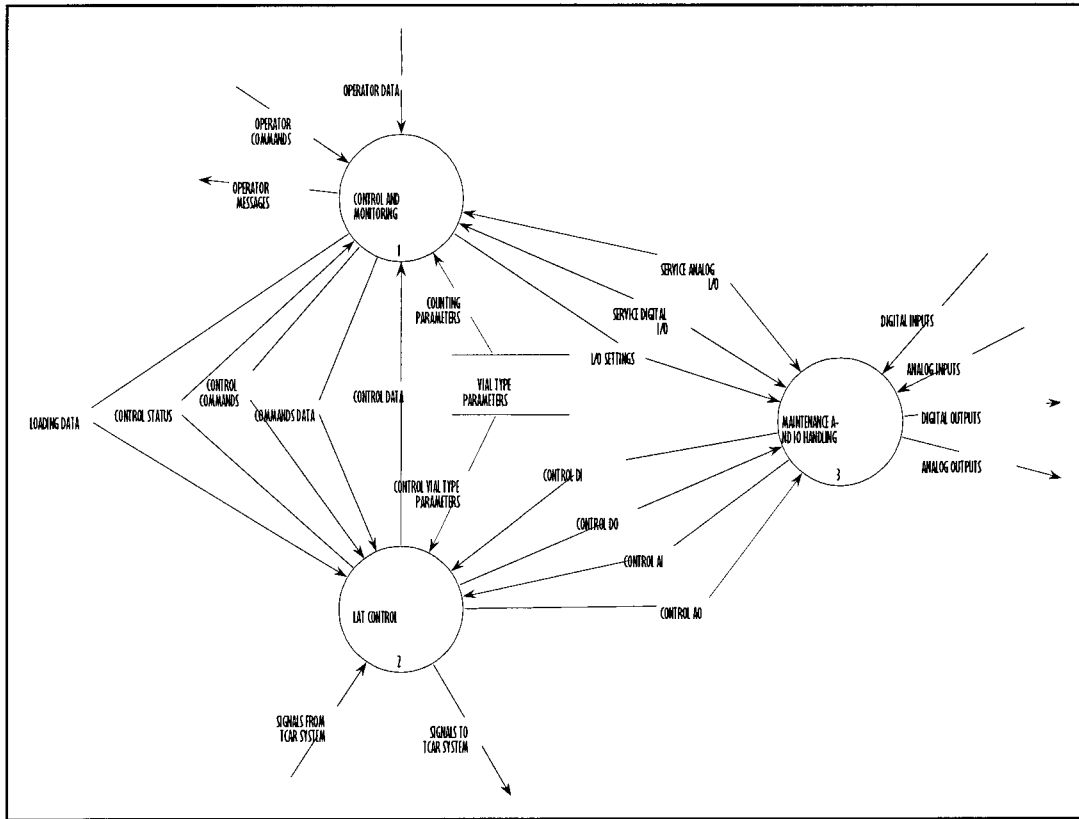 OPERATOR DATA
OPERATOR
COMMANDS
OPERATOR
MESSAGES
CONTROL AND
MONITORING
1
SERVICE ANALOG
I/O
COUNTING
PARAMETERS
SERVICE DIGITAL
I/O
DIGITAL INPUTS
I/O SETTINGS
ANALOG INPUTS
CONTROL
COMMANDS
VIAL TYPE
PARAMETERS
LOADING DATA
CONTROL STATUS
COMMANDS DATA
CONTROL DATA
MAINTENANCE A-
ND IO HANDLING
3
DIGITAL OUTPUTS
ANALOG OUTPUTS
CONTROL DI
CONTROL VIAL TYPE
PARAMETERS
CONTROL DO
CONTROL AI
CONTROL AO
LAT CONTROL
2
SIGNALS FROM
TCAR SYSTEM
SIGNALS TO
TCAR SYSTEM